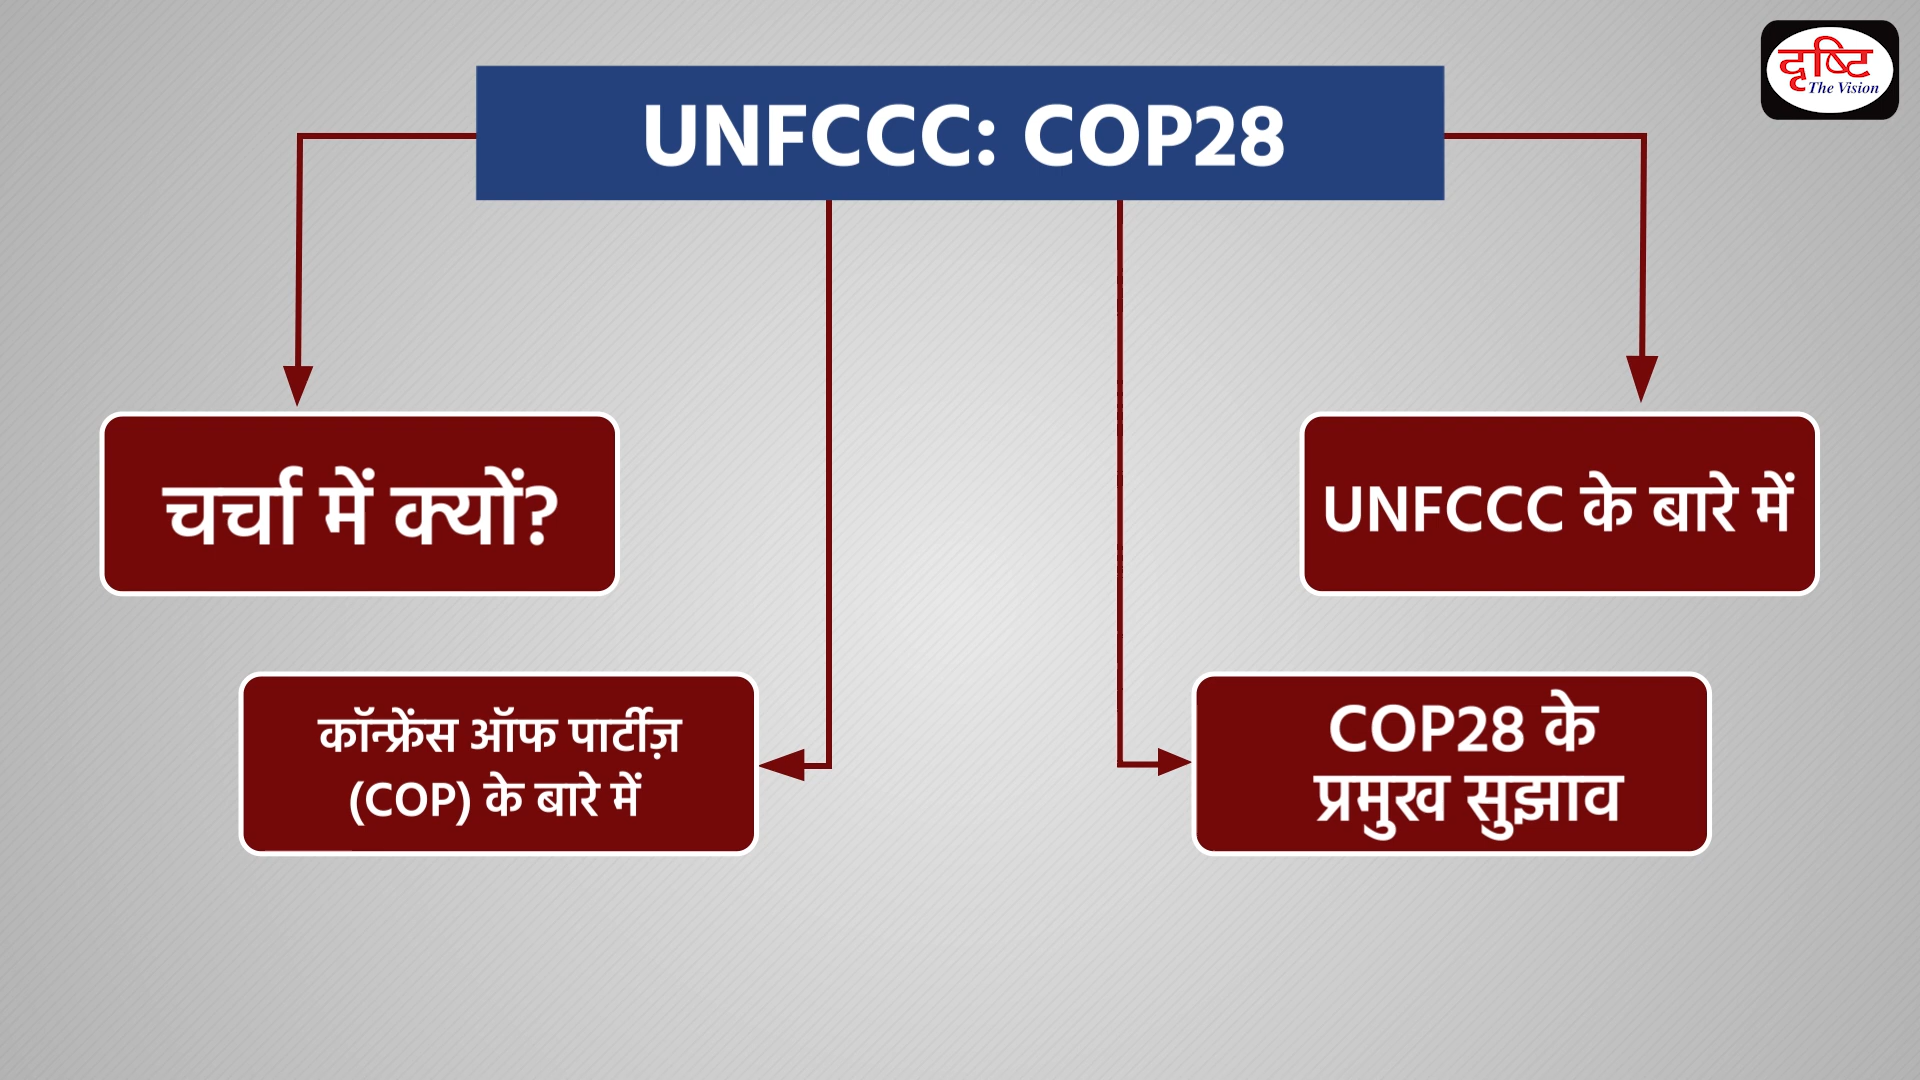 दृष्टि
The Vision
UNFCCC: COP28
चर्चा में क्यों?
UNFCCC के बारे में
कॉन्फ्रेंस ऑफ पार्टीज़
(COP) के बारे में
COP28 के
प्रमुख सुझाव